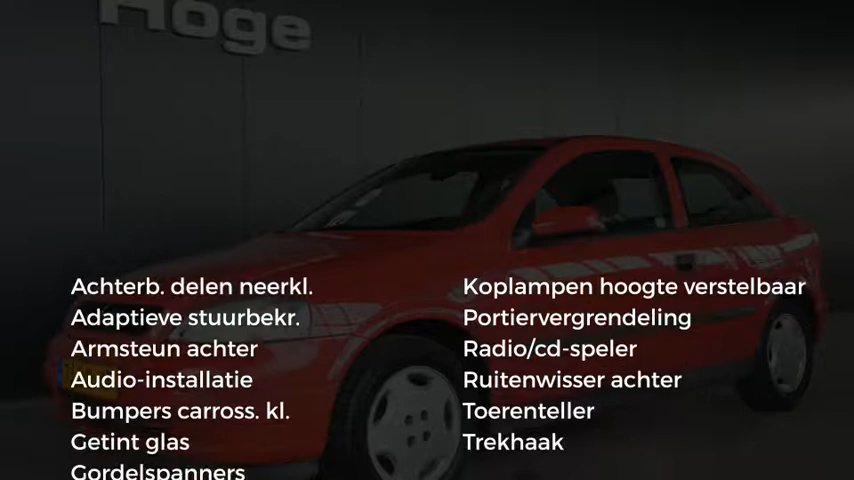 Hoge
Achterb. delen neerkl.
Adaptieve stuurbekr.
Armsteun achter
Audio-installatie
Bumpers carross. kl.
Getint glas
Gordelspanners
Koplampen hoogte verstelbaar
Portiervergrendeling
Radio/cd-speler
Ruitenwisser achter
Toerenteller
Trekhaak